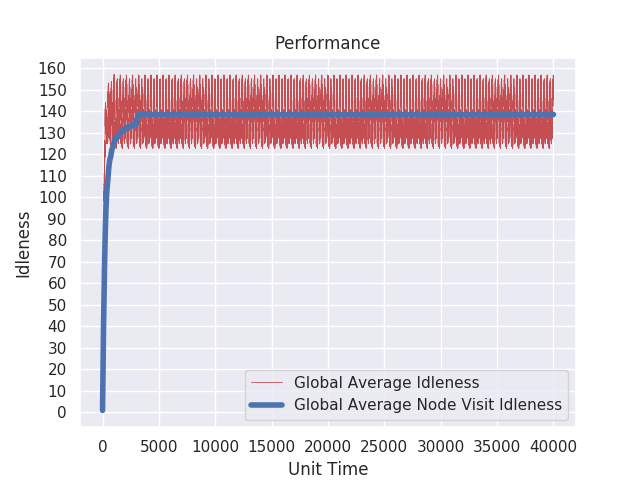 Performance
160
150
140
130
120
110
100
90
80
70
60
50
40
30
20
10
0
Idleness
Global Average Idleness
Global Average Node Visit Idleness
0 5000 10000 15000 20000 25000 30000 35000 40000
Unit Time